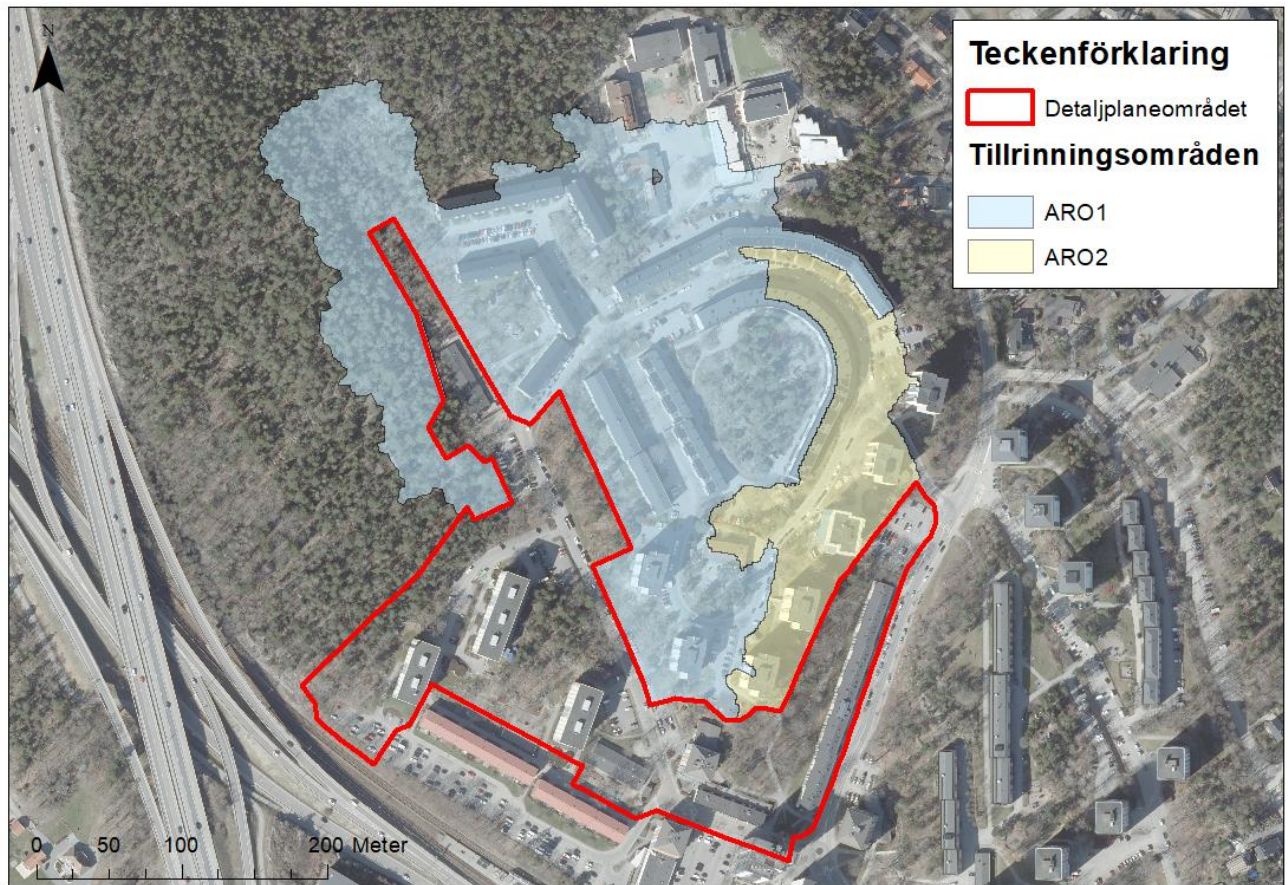 N
Teckenförklaring
Detaljplaneområdet
Tillrinningsområden
ARO1
ARO2
0 50 100 200 Meter